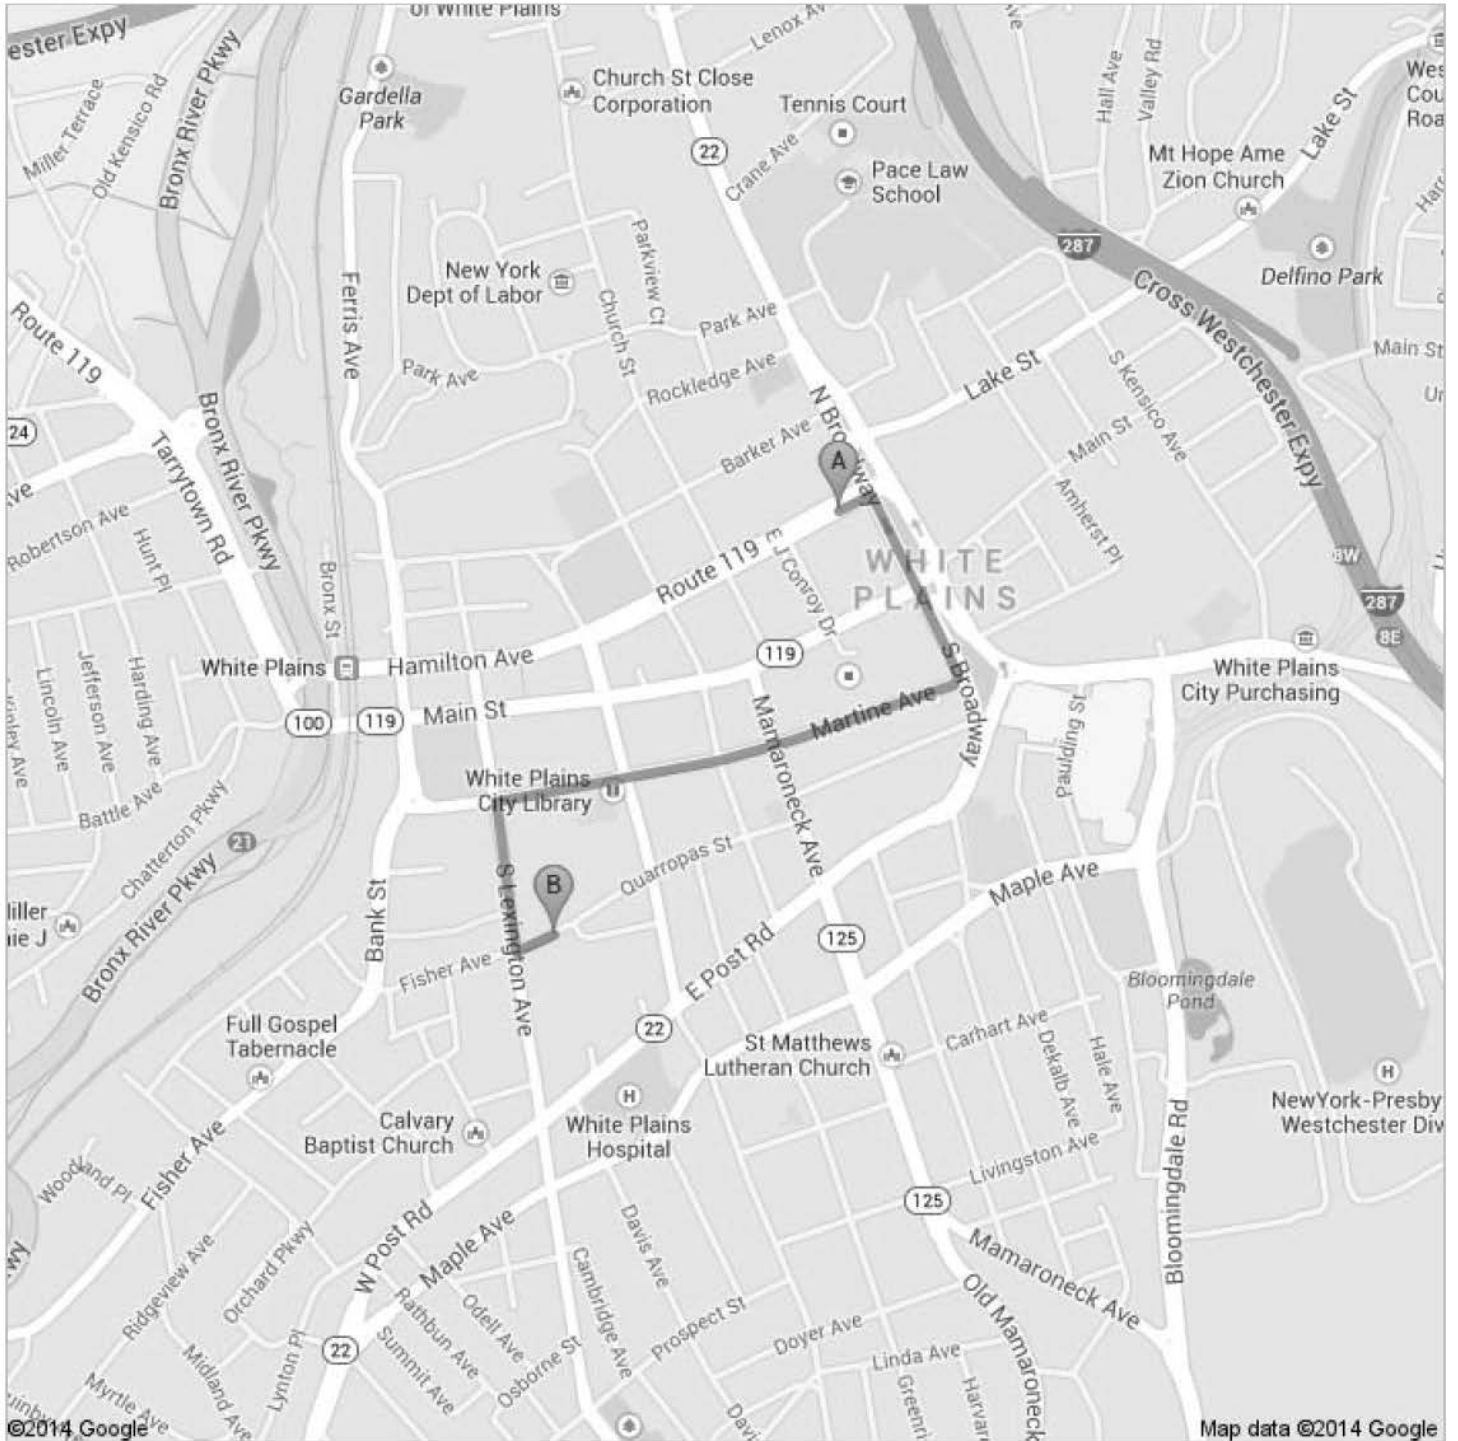 ester Expy
of White Plains
Lenox Av
Gardella
Park
Church St Close
Corporation
Tennis Court
Hall Ave
Valley Rd
Lake St
Miller Terrace
Old Kensico Rd
Bronx River Pkwy
22
Crane Ave
Pace Law
School
Mt Hope Ame
Zion Church
287
Delfino Park
New York
Dept of Labor
Parkview Ct
Church St
Ferris Ave
Park Ave
Park Ave
Rockledge Ave
Route 119
Cross Westchester Expy
Main St
Lake St
S Kensico Ave
Main St
24
Tarrytown Rd
Bronx River Pkwy
Barker Ave
N Broadway
A
Amherst Pl
Robertson Ave
Hunt Pl
Bronx St
Route 119
E J Conroy Dr
WHITE
PLAINS
8W
287
8E
White Plains
Hamilton Ave
119
S Broadway
White Plains
City Purchasing
Lincoln Ave
Jefferson Ave
Harding Ave
100
119
Main St
Mamaroneck Ave
Martine Ave
Paulding St
White Plains
City Library
Battle Ave
Chatterton Pkwy
21
Bronx River Pkwy
Bank St
S Lexington Ave
B
Quarropas St
Maple Ave
Fisher Ave
E Post Rd
125
Bloomingdale
Pond
Full Gospel
Tabernacle
22
St Matthews
Lutheran Church
Carhart Ave
Dekalb Ave
Hale Ave
H
NewYork-Presby
Westchester Div
Calvary
Baptist Church
H
White Plains
Hospital
Livingston Ave
Bloomingdale Rd
Woodland Pl
Fisher Ave
125
W Post Rd
Maple Ave
Davis Ave
Mamaroneck Ave
Ridgeview Ave
Orchard Pkwy
Cambridge Ave
Old Mamaroneck
Rathbun Ave
Odell Ave
Prospect St
Doyer Ave
22
Summit Ave
Osborne St
Linda Ave
Lynton Pl
Midland Ave
Myrtle Ave
Greenri
Harvar
Davi
©2014 Google
Map data ©2014 Google